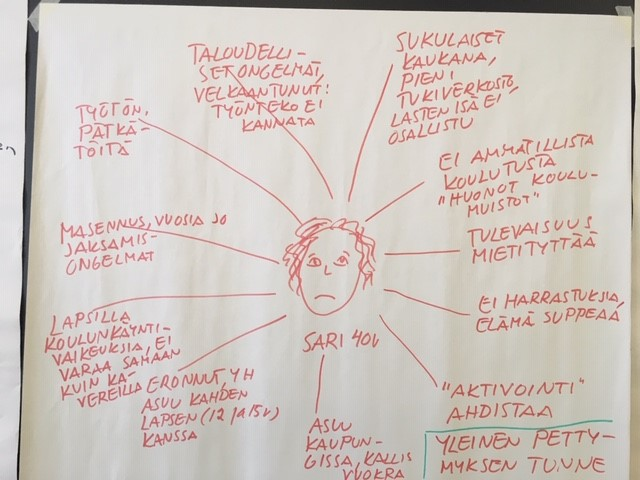 TALOUDELLI-
SET ONGELMAT,
VELKAANTUNUT:
TYÖNTEKO EI
KANNATA
SUKULAISET
KAUKANA,
PIENI
TUKIVERKOSTO,
LASTEN ISÄ EI
OSALLISTU
TYÖTÖN,
PÄTKÄ-
TÖITÄ
EI AMMATILLISTA
KOULUTUSTA
"HUONOT KOULU-
MUISTOT"
MASENNUS, VUOSIA JO
JAKSAMIS-
ONGELMAT
TULEVAISUUS
MIETITYTTÄÄ
EI HARRASTUKSIA,
ELÄMÄ SUPPEAA
LAPSILLA
KOULUNKÄYNTI-
VAIKEUKSIA, EI
VARAA SAMAAN
KUIN KA-
VEREILLA
SARI 40V
ERONNUT, YH
ASUU KAHDEN
LAPSEN (12 JA 15V)
KANSSA
ASUU
KAUPUN-
GISSA, KALLIS
VUOKRA
"AKTIVOINTI"
AHDISTAA
YLEINEN PETTY-
MYKSEN TUNNE